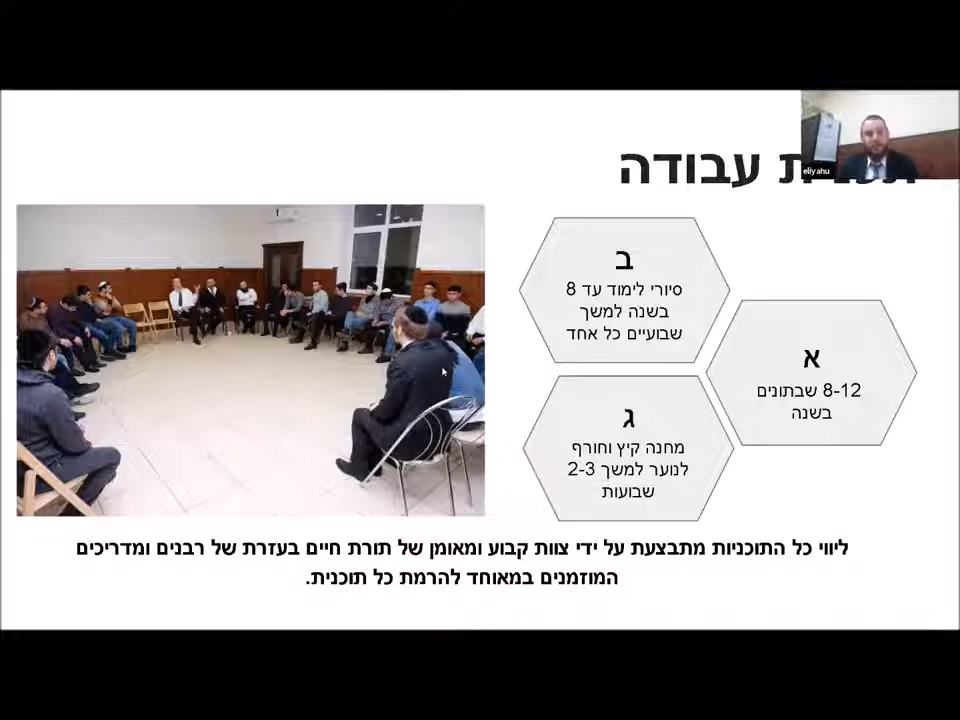 עבודה
eliyahu
א
8-12 שבתונים
בשנה
ב
סיורי לימוד עד 8
בשנה למשך
שבועיים כל אחד
ג
מחנה קיץ וחורף
לנוער למשך 2-3
שבועות
ליווי כל התוכניות מתבצעת על ידי צוות קבוע ומאומן של תורת חיים בעזרת של רבנים ומדריכים
המוזמנים במאוחד להרמת כל תוכנית.